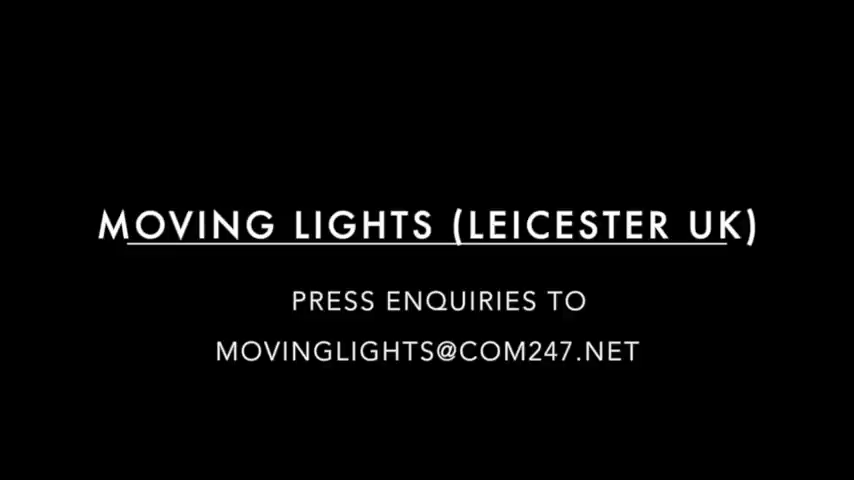 MOVING LIGHTS (LEICESTER UK)
PRESS ENQUIRIES TO
MOVINGLIGHTS@COM247.NET